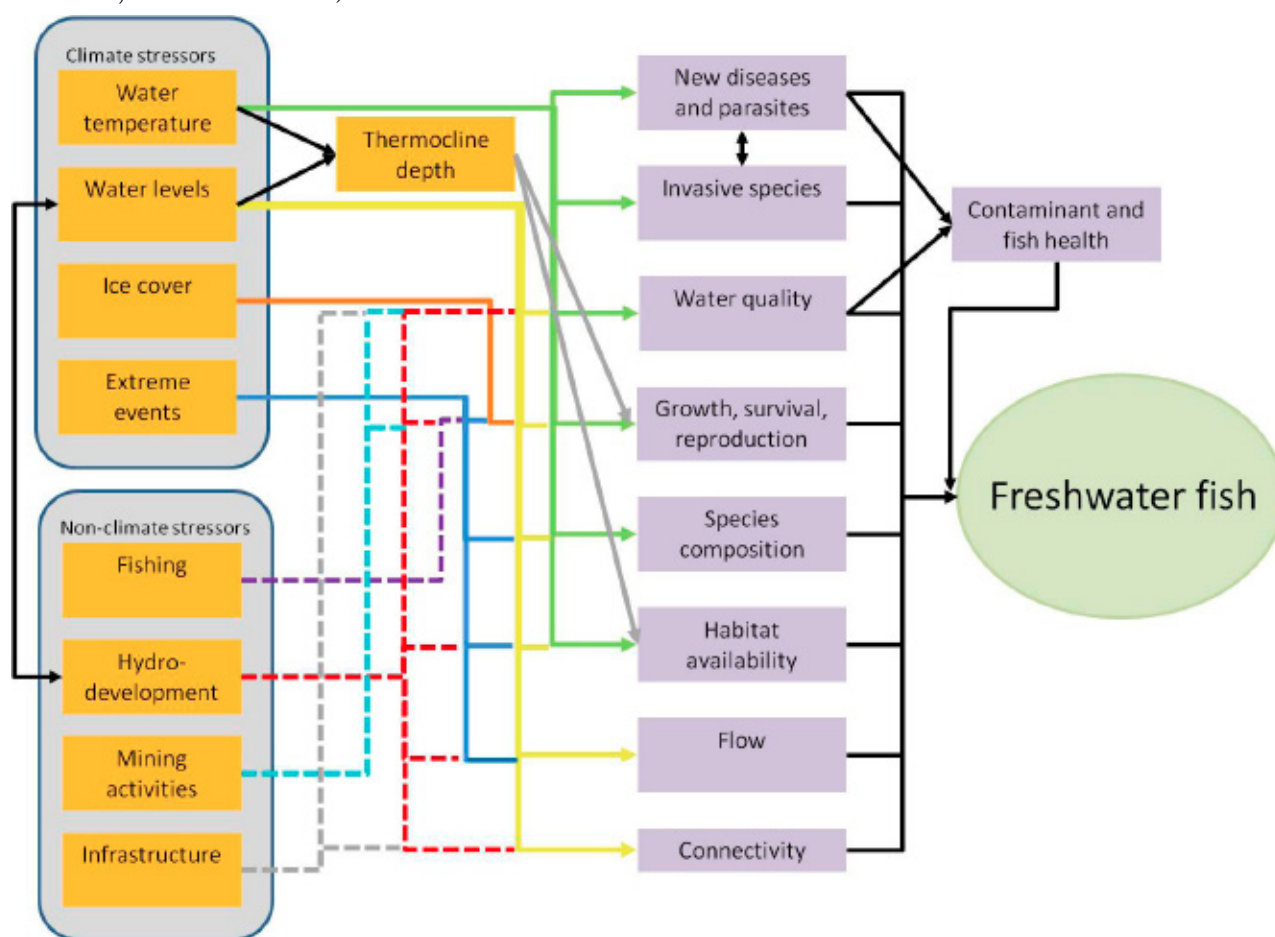 Climate stressors
Water
temperature
Water levels
Ice cover
Extreme
events
Non-climate stressors
Fishing
Hydro-
development
Mining
activities
Infrastructure
Thermocline
depth
New diseases
and parasites
Invasive species
Water quality
Growth, survival,
reproduction
Species
composition
Habitat
availability
Flow
Connectivity
Contaminant and
fish health
Freshwater fish